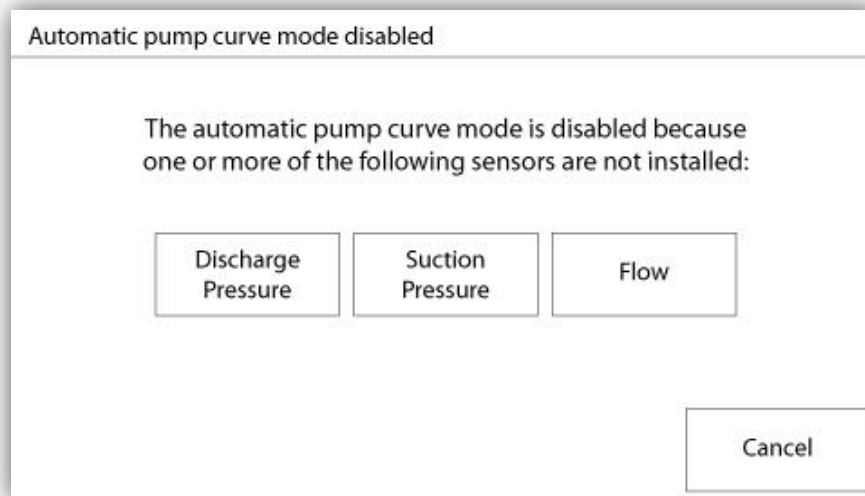 Automatic pump curve mode disabled
The automatic pump curve mode is disabled because
one or more of the following sensors are not installed:
Discharge
Pressure
Suction
Pressure
Flow
Cancel